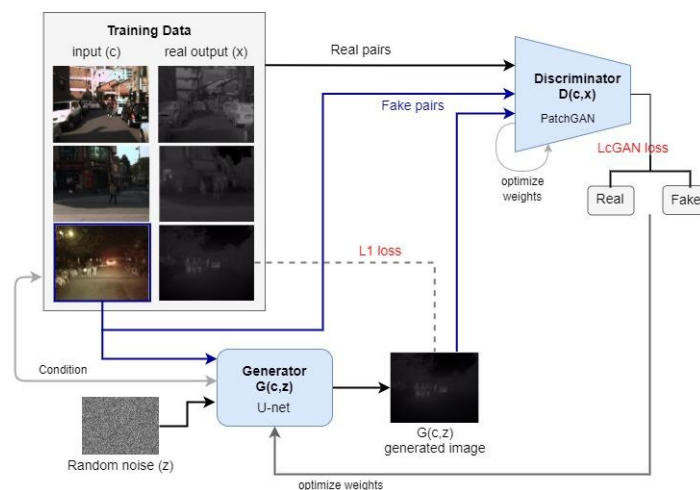 Training Data
input (c)
real output (x)
Real pairs
Fake pairs
Discriminator
D(c,x)
PatchGAN
optimize
weights
LcGAN loss
Real
Fake
L1 loss
Condition
Generator
G(c,z)
U-net
G(c,z)
generated image
Random noise (z)
optimize weights